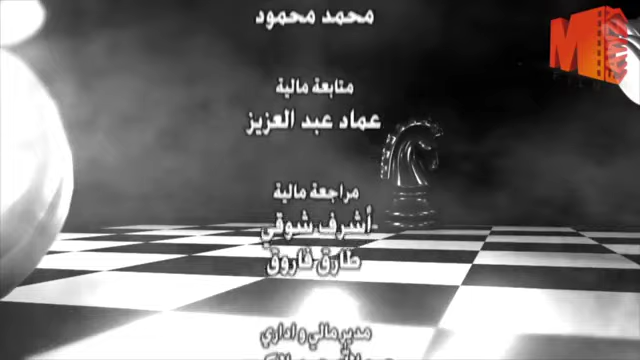 محمد محمود
متابعة مالية
عماد عبد العزيز
مراجعة مالية
أشرف شوقي
طارق فاروق
مدير مالي و اداري